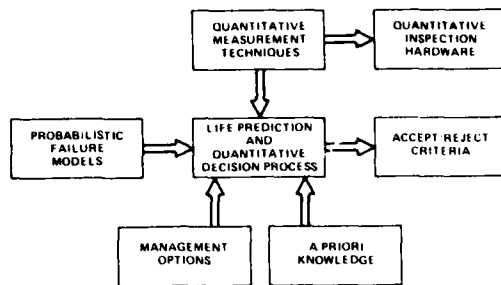 QUANTITATIVE
MEASUREMENT
TECHNIQUES
QUANTITATIVE
INSPECTION
HARDWARE
PROBABILISTIC
FAILURE
MODELS
LIFE PREDICTION
AND
QUANTITATIVE
DECISION PROCESS
ACCEPT/REJECT
CRITERIA
MANAGEMENT
OPTIONS
A PRIORI
KNOWLEDGE